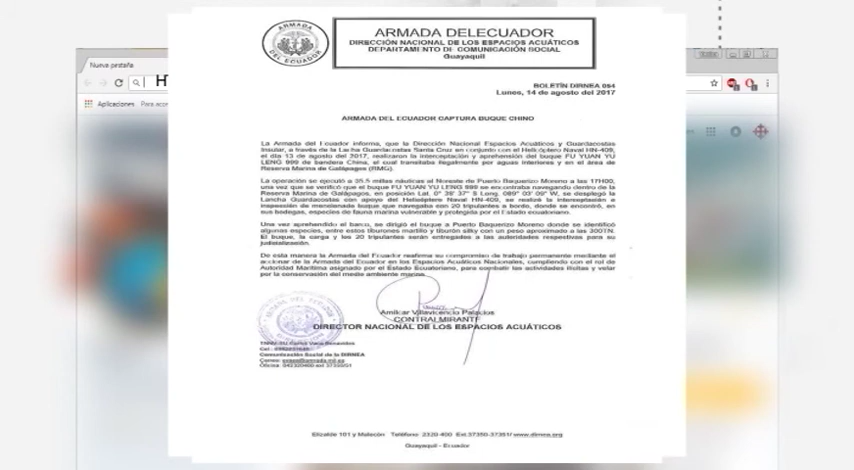 ARMADA DEL ECUADOR
ARMADA DELECUADOR
DIRECCIÓN NACIONAL DE LOS ESPACIOS ACUÁTICOS
DEPARTAMENTO DE COMUNICACIÓN SOCIAL
Guayaquil
BOLETÍN DIRNEA 084
Lunes, 14 de agosto del 2017
ARMADA DEL ECUADOR CAPTURA BUQUE CHINO
La Armada del Ecuador informa, que la Dirección Nacional Espacios Acuáticos y Guardacostas
Insular, a través de la Lacha Guardacostas Santa Cruz en conjunto con el Helicóptero Naval HN-409,
el día 13 de agosto del 2017, realizaron la interceptación y aprehensión del buque FU YUAN YU
LENG 999 de bandera China, el cual transitaba ilegalmente por aguas interiores y en el área de
Reserva Marina de Galápagos (RMG).
La operación se ejecutó a 35.5 millas náuticas al Noreste de Puerto Baquerizo Moreno a las 17H00,
una vez que se verificó que el buque FU YUAN YU LENG 999 se encontraba navegando dentro de la
Reserva Marina de Galápagos, en posición Lat. 0° 38' 37" S Long. 089° 03' 09" W, se desplegó la
Lancha Guardacostas con apoyo del Helicóptero Naval HN-409, se realizó la interceptación e
inspección de mencionada buque que navegaba con 20 tripulantes a bordo, donde se encontró, en
sus bodegas, especies de fauna marina vulnerable y protegida por el Estado ecuatoriano.
Una vez aprehendido el barco, se dirigió el buque a Puerto Baquerizo Moreno donde se identificó
algunas especies, entre estos tiburones martillo y tiburón silky con un peso aproximado a las 300TN.
El buque, la carga y les 20 tripulantes serán entregados a las autoridades respectivas para su
judicialización.
De esta manera la Armada del Ecuador reafirma su compromiso de trabajo permanente mediante el
accionar de la Armada del Ecuador en los Espacios Acuáticos Nacionales, cumpliendo con el rol de
Autoridad Marítima asignado por el Estado Ecuatoriano, para combatir las actividades ilícitas y velar
por la conservación del medio ambiente marino.
Amílcar Villavicencio Palacios
CONTRALMIRANTE
DIRECTOR NACIONAL DE LOS ESPACIOS ACUÁTICOS
Comunicación Social de la DIRNEA
Elizalde 101 y Malecón Teléfono: 2320-400 Ext.37350-37351/ www.dirnea.org
Guayaquil - Ecuador
Nueva pestaña
H
Aplicaciones